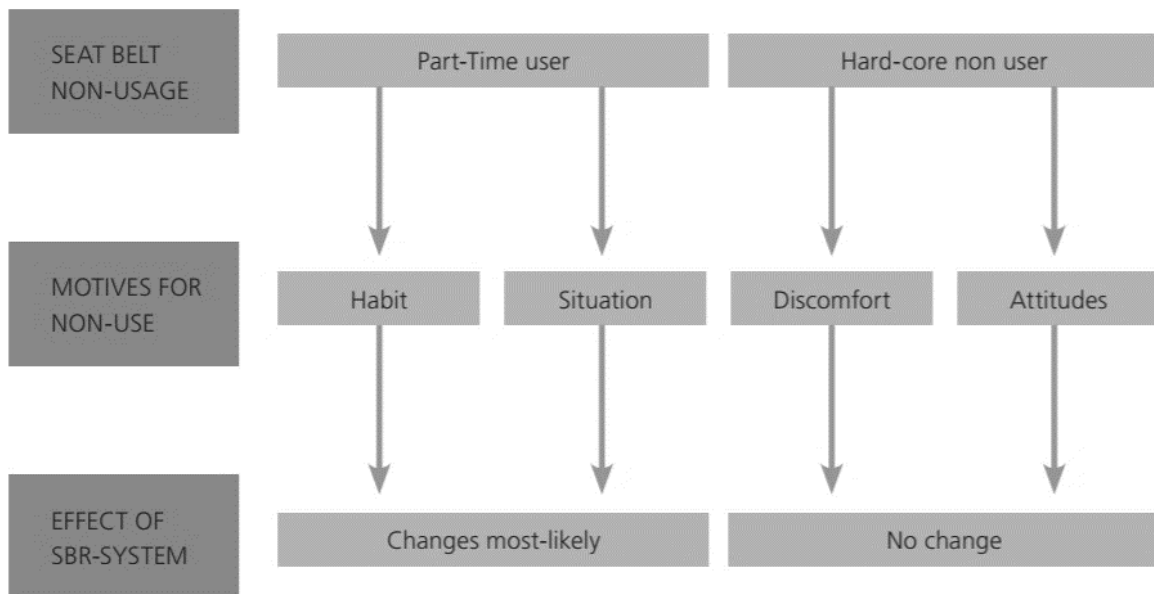 SEAT BELT
NON-USAGE
Part-Time user
Hard-core non user
MOTIVES FOR
NON-USE
Habit
Situation
Discomfort
Attitudes
EFFECT OF
SBR-SYSTEM
Changes most-likely
No change